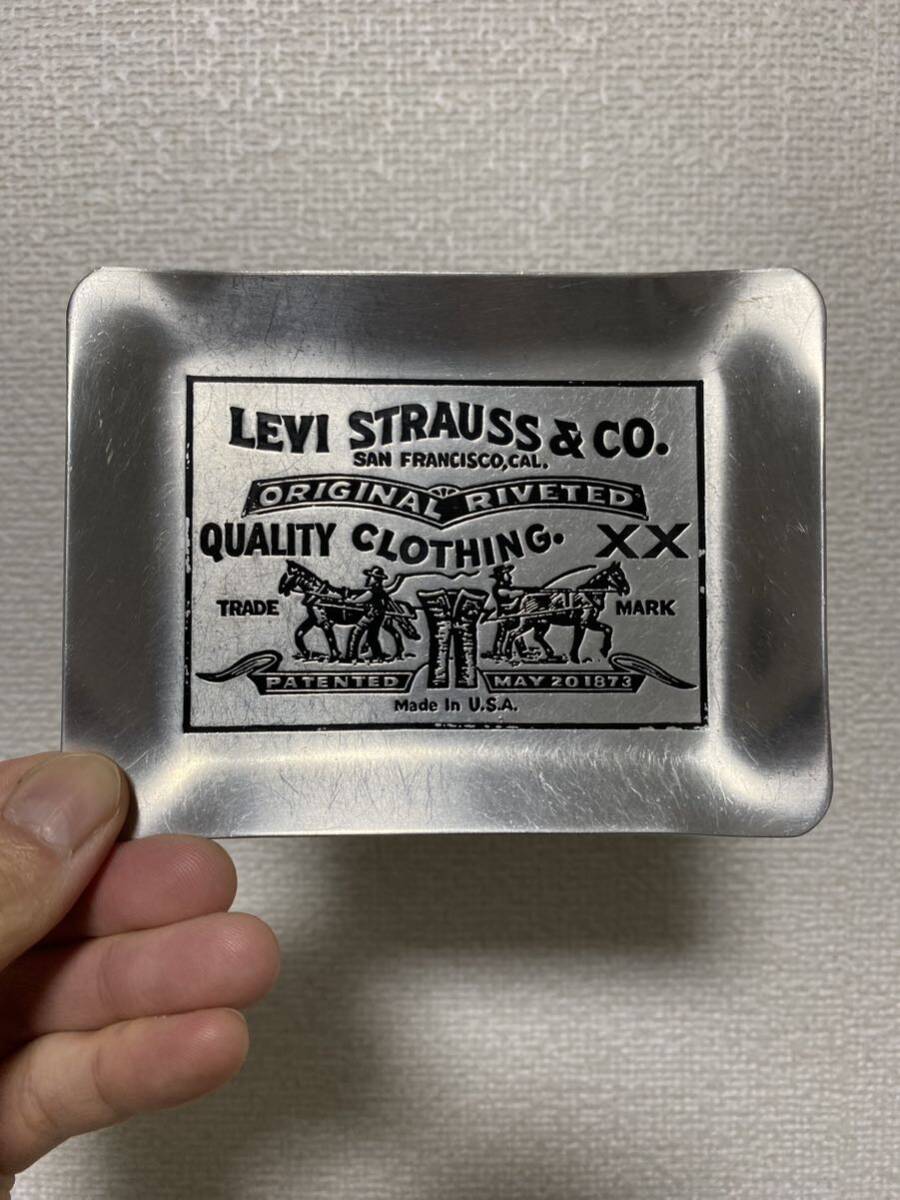 LEVI STRAUSS & CO.
SAN FRANCISCO, CAL.
ORIGINAL RIVETED
QUALITY CLOTHING. XX
TRADE MARK
PATENTED MAY 20 1873
Made In U.S.A.